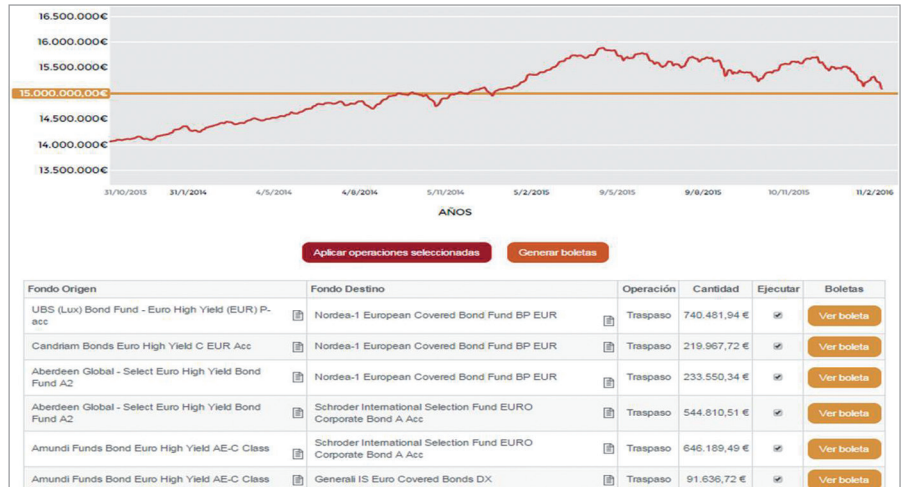 16.500.000€
16.000.000€
15.500.000€
15.000.000,00€
14.500.000€
14.000.000€
13.500.000€
31/10/2013 31/1/2014 4/5/2014 4/8/2014 5/11/2014 5/2/2015 9/5/2015 9/8/2015 10/11/2015 11/2/2016
AÑOS
Aplicar operaciones seleccionadas Generar boletas
Fondo Origen Fondo Destino Operación Cantidad Ejecutar Boletas
UBS (Lux) Bond Fund - Euro High Yield (EUR) P-
acc Nordea-1 European Covered Bond Fund BP EUR Traspaso 740.481,94 € Ver boleta
Candriam Bonds Euro High Yield C EUR Acc Nordea-1 European Covered Bond Fund BP EUR Traspaso 219.967,72 € Ver boleta
Aberdeen Global - Select Euro High Yield Bond
Fund A2 Nordea-1 European Covered Bond Fund BP EUR Traspaso 233.550,34 € Ver boleta
Aberdeen Global - Select Euro High Yield Bond
Fund A2 Schroder International Selection Fund EURO
Corporate Bond A Acc Traspaso 544.810,51 € Ver boleta
Amundi Funds Bond Euro High Yield AE-C Class Schroder International Selection Fund EURO
Corporate Bond A Acc Traspaso 646.189,49 € Ver boleta
Amundi Funds Bond Euro High Yield AE-C Class Generali IS Euro Covered Bonds DX Traspaso 91.636,72 € Ver boleta